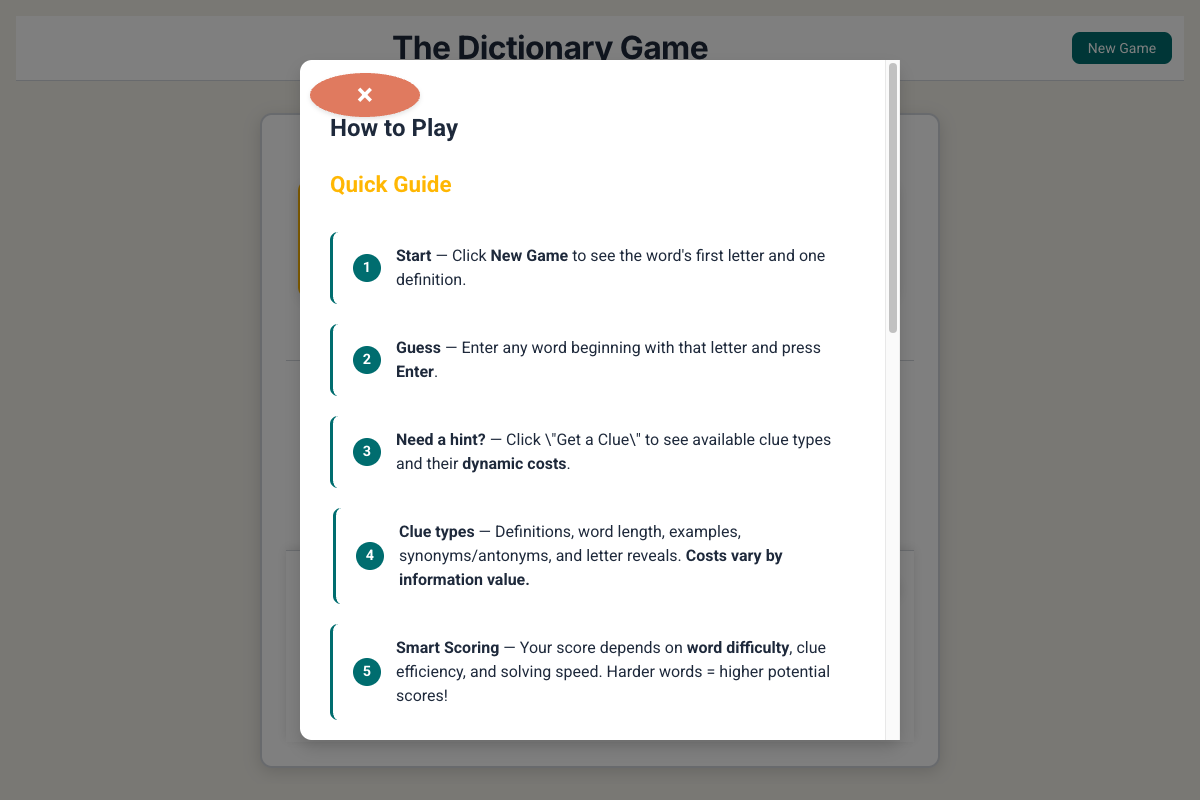 The Dictionary Game
New Game
×
How to Play
Quick Guide
1
Start — Click New Game to see the word's first letter and one
definition.
2
Guess — Enter any word beginning with that letter and press
Enter.
3
Need a hint? — Click \"Get a Clue\" to see available clue types
and their dynamic costs.
4
Clue types — Definitions, word length, examples,
synonyms/antonyms, and letter reveals. Costs vary by
information value.
5
Smart Scoring — Your score depends on word difficulty, clue
efficiency, and solving speed. Harder words = higher potential
scores!